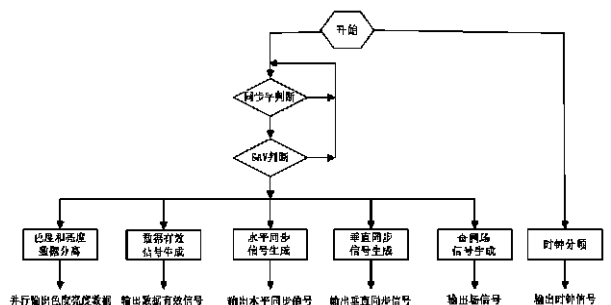 开始
同步字判断
SAV判断
色度和亮度
数据分离
数据有效
信号生成
水平同步
信号生成
垂直同步
信号生成
奇偶场
信号生成
时钟分频
并行输出色度亮度数据
输出数据有效信号
输出水平同步信号
输出垂直同步信号
输出场信号
输出时钟信号